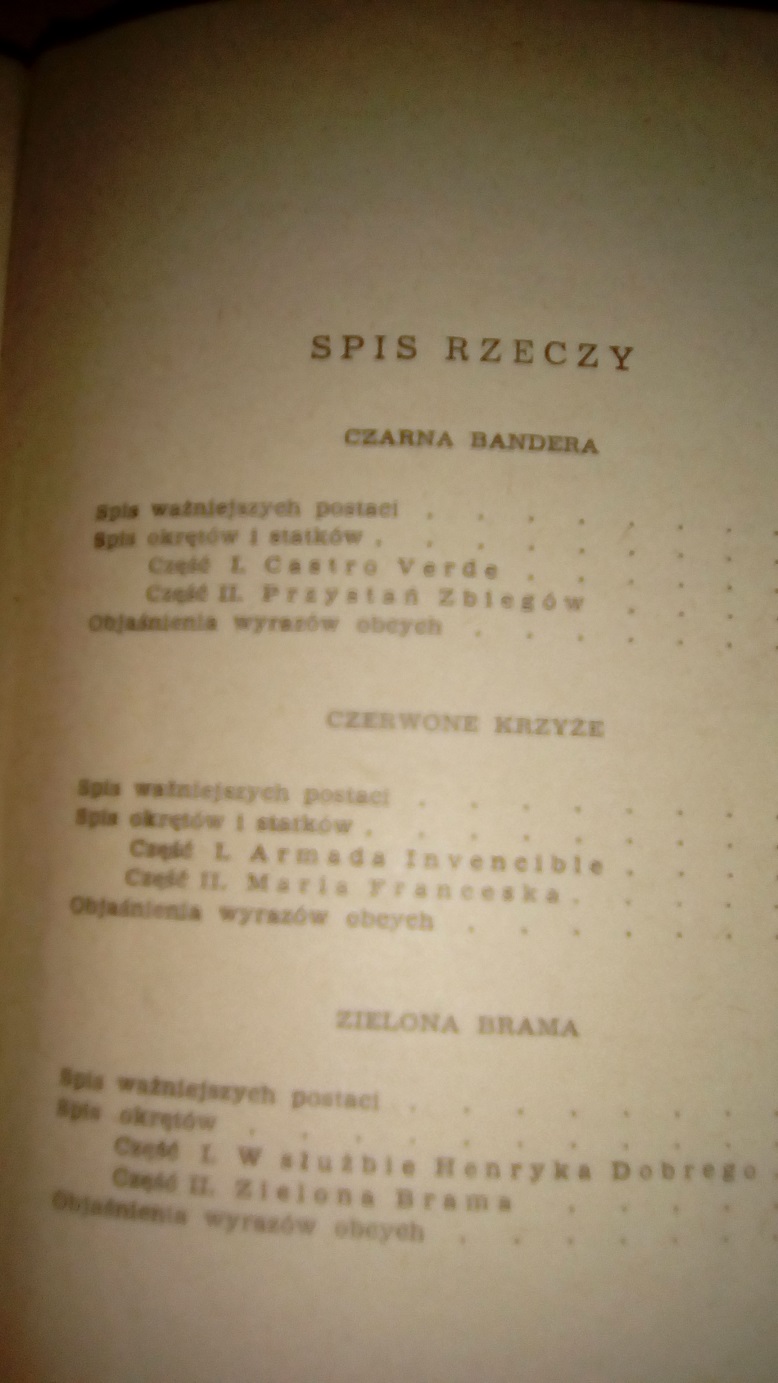 SPIS RZECZY
CZARNA BANDERA
Spis ważniejszych postaci . . . . . . . .
Spis okrętów i statków . . . . . . . . .
Część I. Castro Verde . . . . . .
Część II. Przystań Zbiegów . . . .
Objaśnienia wyrazów obcych . . . . . . .
CZERWONE KRZYŻE
Spis ważniejszych postaci . . . . . . . .
Spis okrętów i statków . . . . . . . . .
Część I. Armada Invencible . . . .
Część II. Maria Franceska . . . . .
Objaśnienia wyrazów obcych . . . . . . .
ZIELONA BRAMA
Spis ważniejszych postaci . . . . . . . .
Spis okrętów . . . . . . . . . . .
Część I. W służbie Henryka Dobrego .
Część II. Zielona Brama . . . . .
Objaśnienia wyrazów obcych . . . . . . .